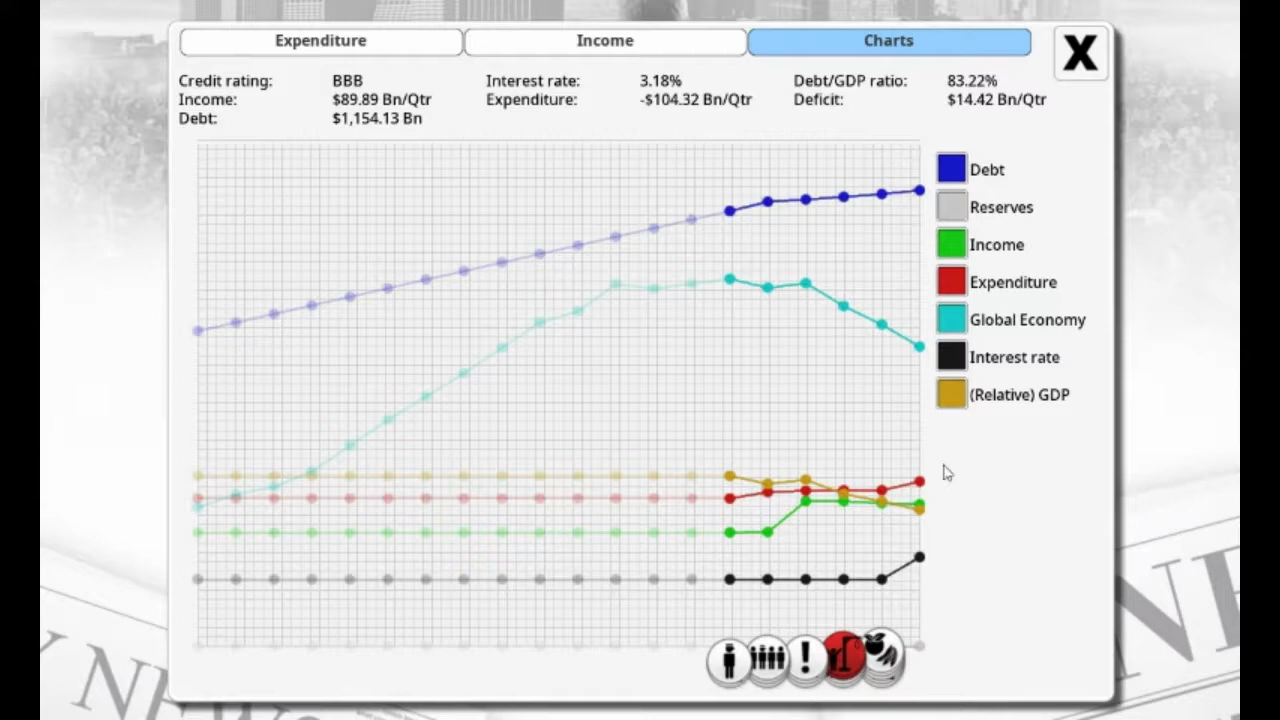 Expenditure Income Charts X
Credit rating: BBB Interest rate: 3.18% Debt/GDP ratio: 83.22%
Income: $89.89 Bn/Qtr Expenditure: -$104.32 Bn/Qtr Deficit: $14.42 Bn/Qtr
Debt: $1,154.13 Bn
Debt
Reserves
Income
Expenditure
Global Economy
Interest rate
(Relative) GDP
!